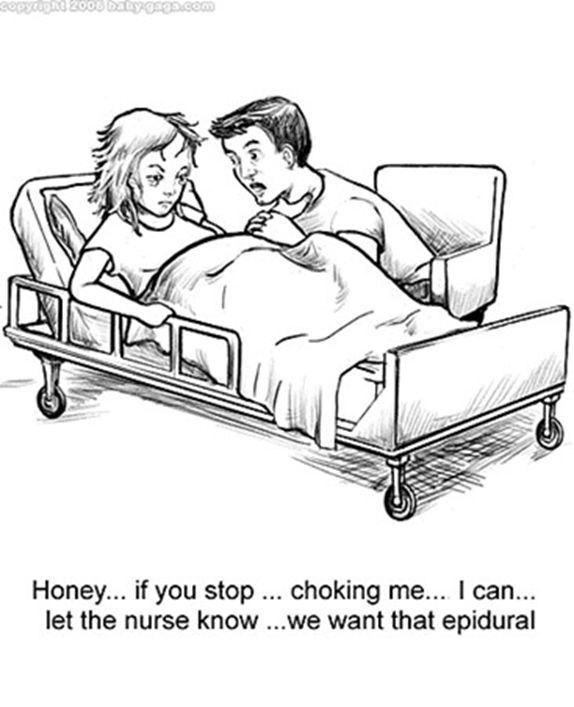 copyright 2006 baby-gaga.com
Honey... if you stop ... choking me.... I can...
let the nurse know ...we want that epidural